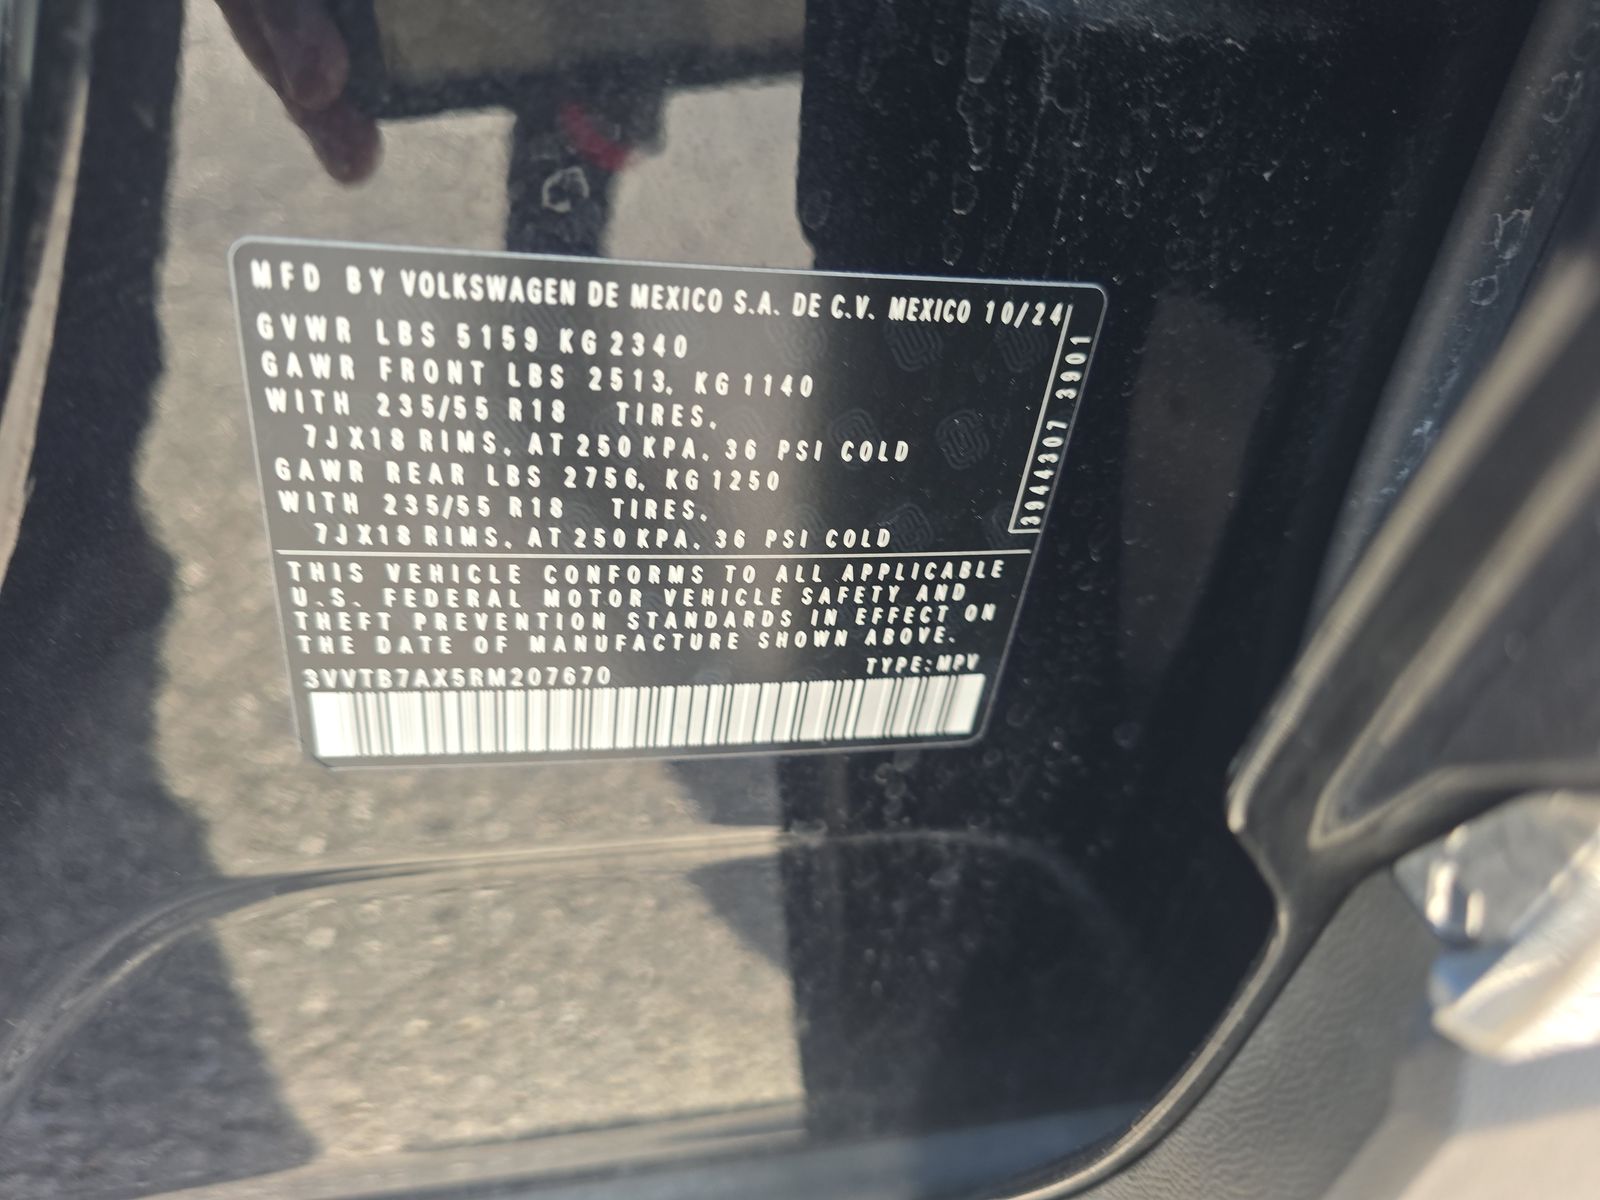 MFD BY VOLKSWAGEN DE MEXICO S.A. DE C.V. MEXICO 10/24
GVWR LBS 5159 KG 2340
GAWR FRONT LBS 2513, KG 1140
WITH 235/55 R18 TIRES,
7JX18 RIMS, AT 250 KPA, 36 PSI COLD
GAWR REAR LBS 2756, KG 1250
WITH 235/55 R18 TIRES,
7JX18 RIMS, AT 250 KPA, 36 PSI COLD
3944307 3901
THIS VEHICLE CONFORMS TO ALL APPLICABLE
U.S. FEDERAL MOTOR VEHICLE SAFETY AND
THEFT PREVENTION STANDARDS IN EFFECT ON
THE DATE OF MANUFACTURE SHOWN ABOVE.
3VVTB7AX5RM207670 TYPE: MPV